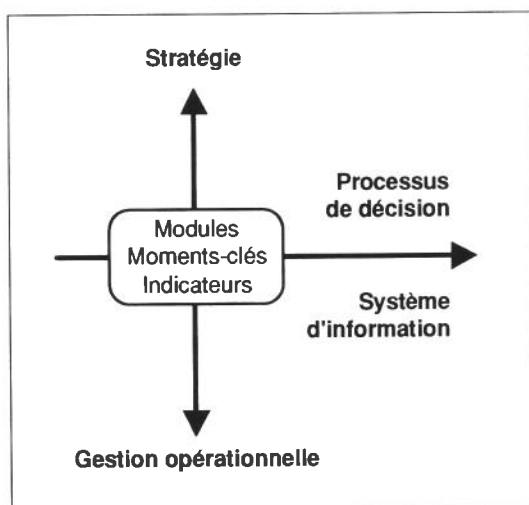 Stratégie
Processus
de décision
Modules
Moments-clés
Indicateurs
Système
d'information
Gestion opérationnelle